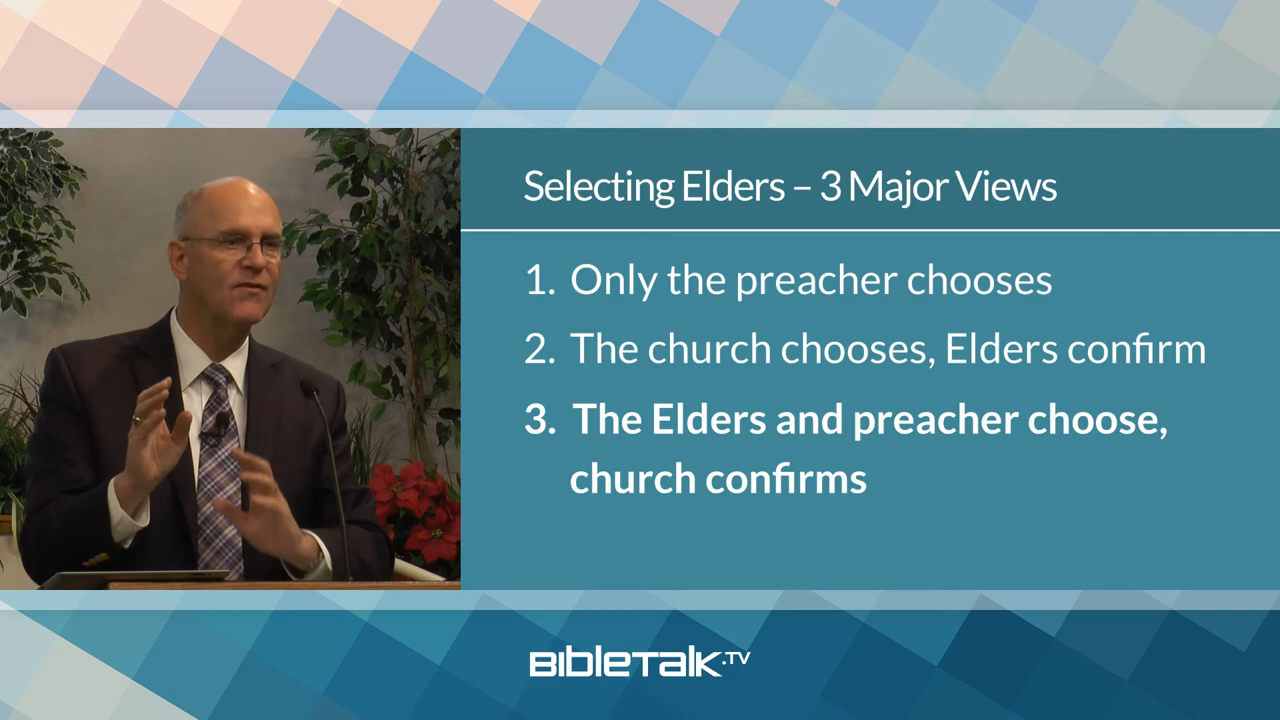 Selecting Elders – 3 Major Views
1. Only the preacher chooses
2. The church chooses, Elders confirm
3. The Elders and preacher choose,
church confirms
BibleTalk.TV